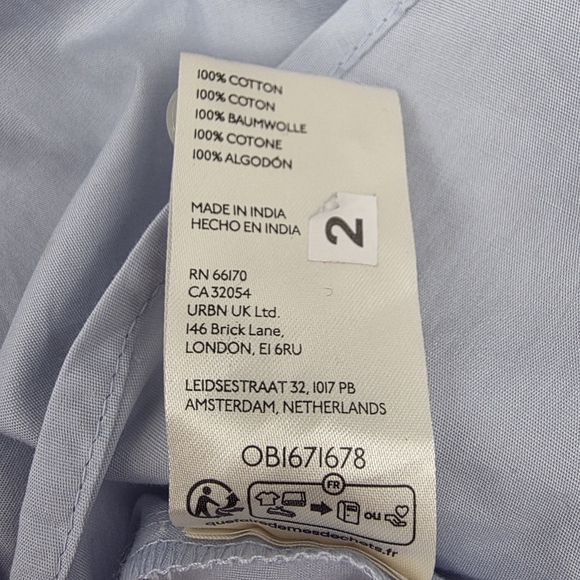 100% COTTON
100% COTON
100% BAUMWOLLE
100% COTONE
100% ALGODÓN
MADE IN INDIA
HECHO EN INDIA
2
RN 66170
CA 32054
URBN UK Ltd.
146 Brick Lane,
LONDON, E1 6RU
LEIDSESTRAAT 32, 1017 PB
AMSTERDAM, NETHERLANDS
OB1671678
FR
ou
quefairedemesdechets.fr